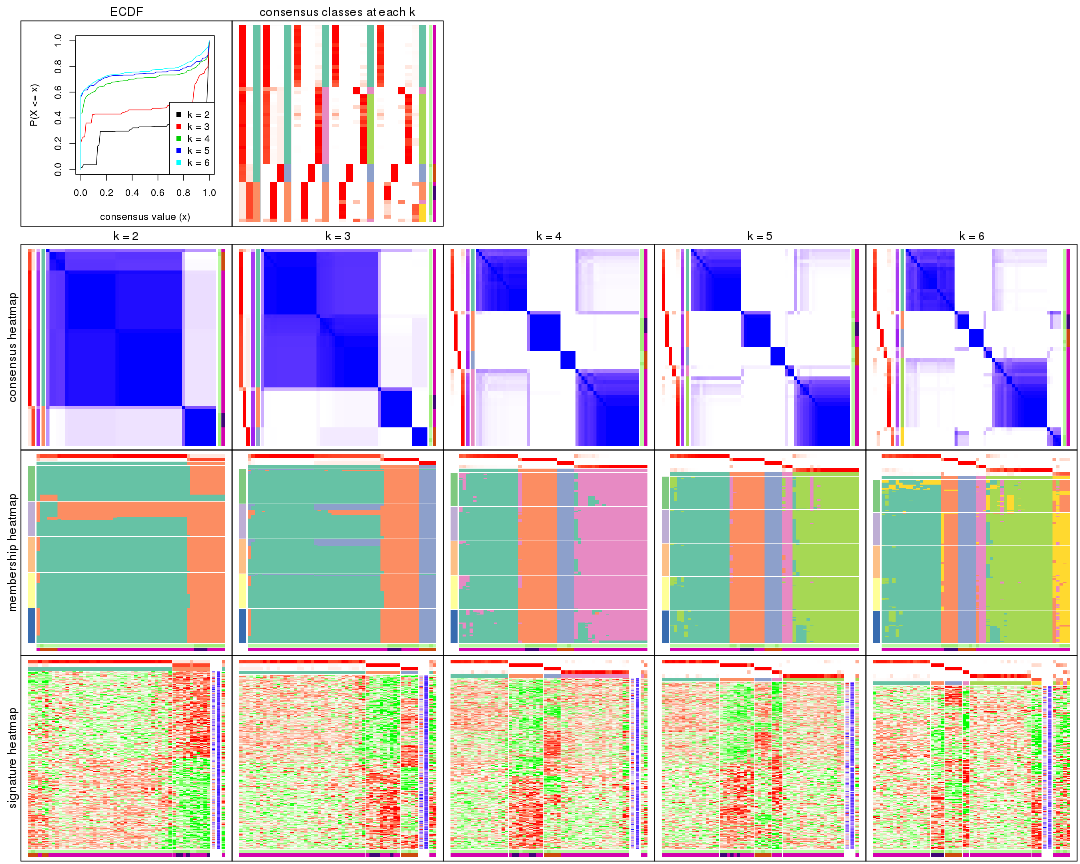 ECDF
consensus classes at each k
P(X <= x)
0.0
0.2
0.4
0.6
0.8
1.0
k = 2
k = 3
k = 4
k = 5
k = 6
0.0 0.2 0.4 0.6 0.8 1.0
consensus value (x)
k = 2
k = 3
k = 4
k = 5
k = 6
consensus heatmap
membership heatmap
signature heatmap